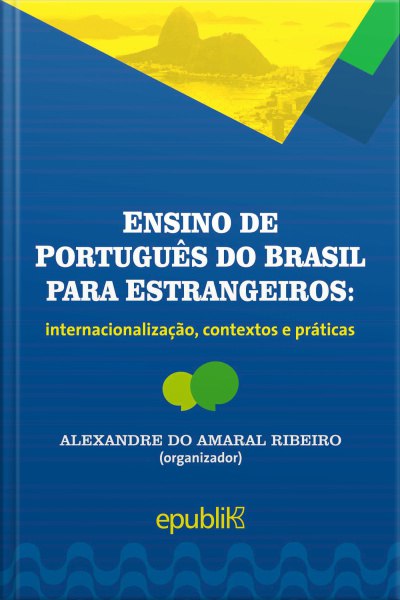 ENSINO DE
PORTUGUÊS DO BRASIL
PARA ESTRANGEIROS:
internacionalização, contextos e práticas
ALEXANDRE DO AMARAL RIBEIRO
(organizador)
epublik